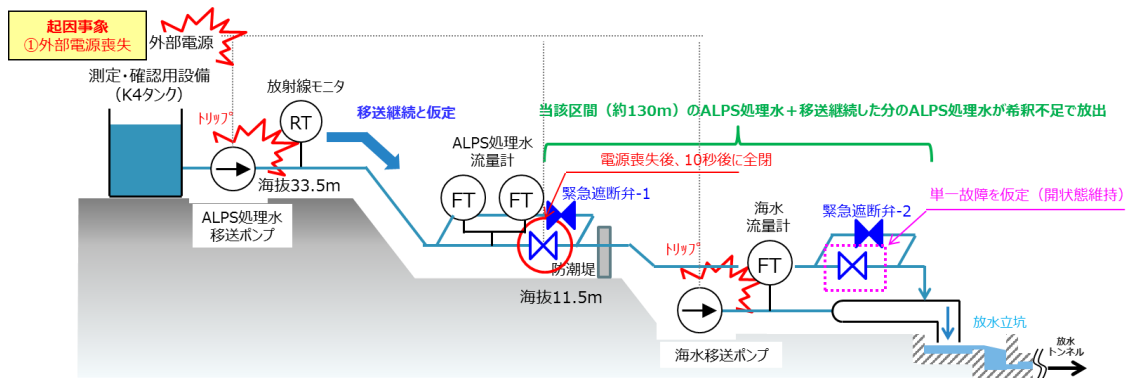 起因事象
①外部電源喪失
外部電源
測定・確認用設備
（K4タンク）
放射線モニタ
ﾄﾘｯﾌﾟ
RT
移送継続と仮定
当該区間（約130m）のALPS処理水＋移送継続した分のALPS処理水が希釈不足で放出
ALPS処理水
流量計
FT
FT
電源喪失後、10秒後に全閉
緊急遮断弁-1
単一故障を仮定（開状態維持）
海抜33.5m
ALPS処理水
移送ポンプ
海水
流量計
緊急遮断弁-2
ﾄﾘｯﾌﾟ
FT
防潮堤
海抜11.5m
海水移送ポンプ
放水立坑
放水
トンネル